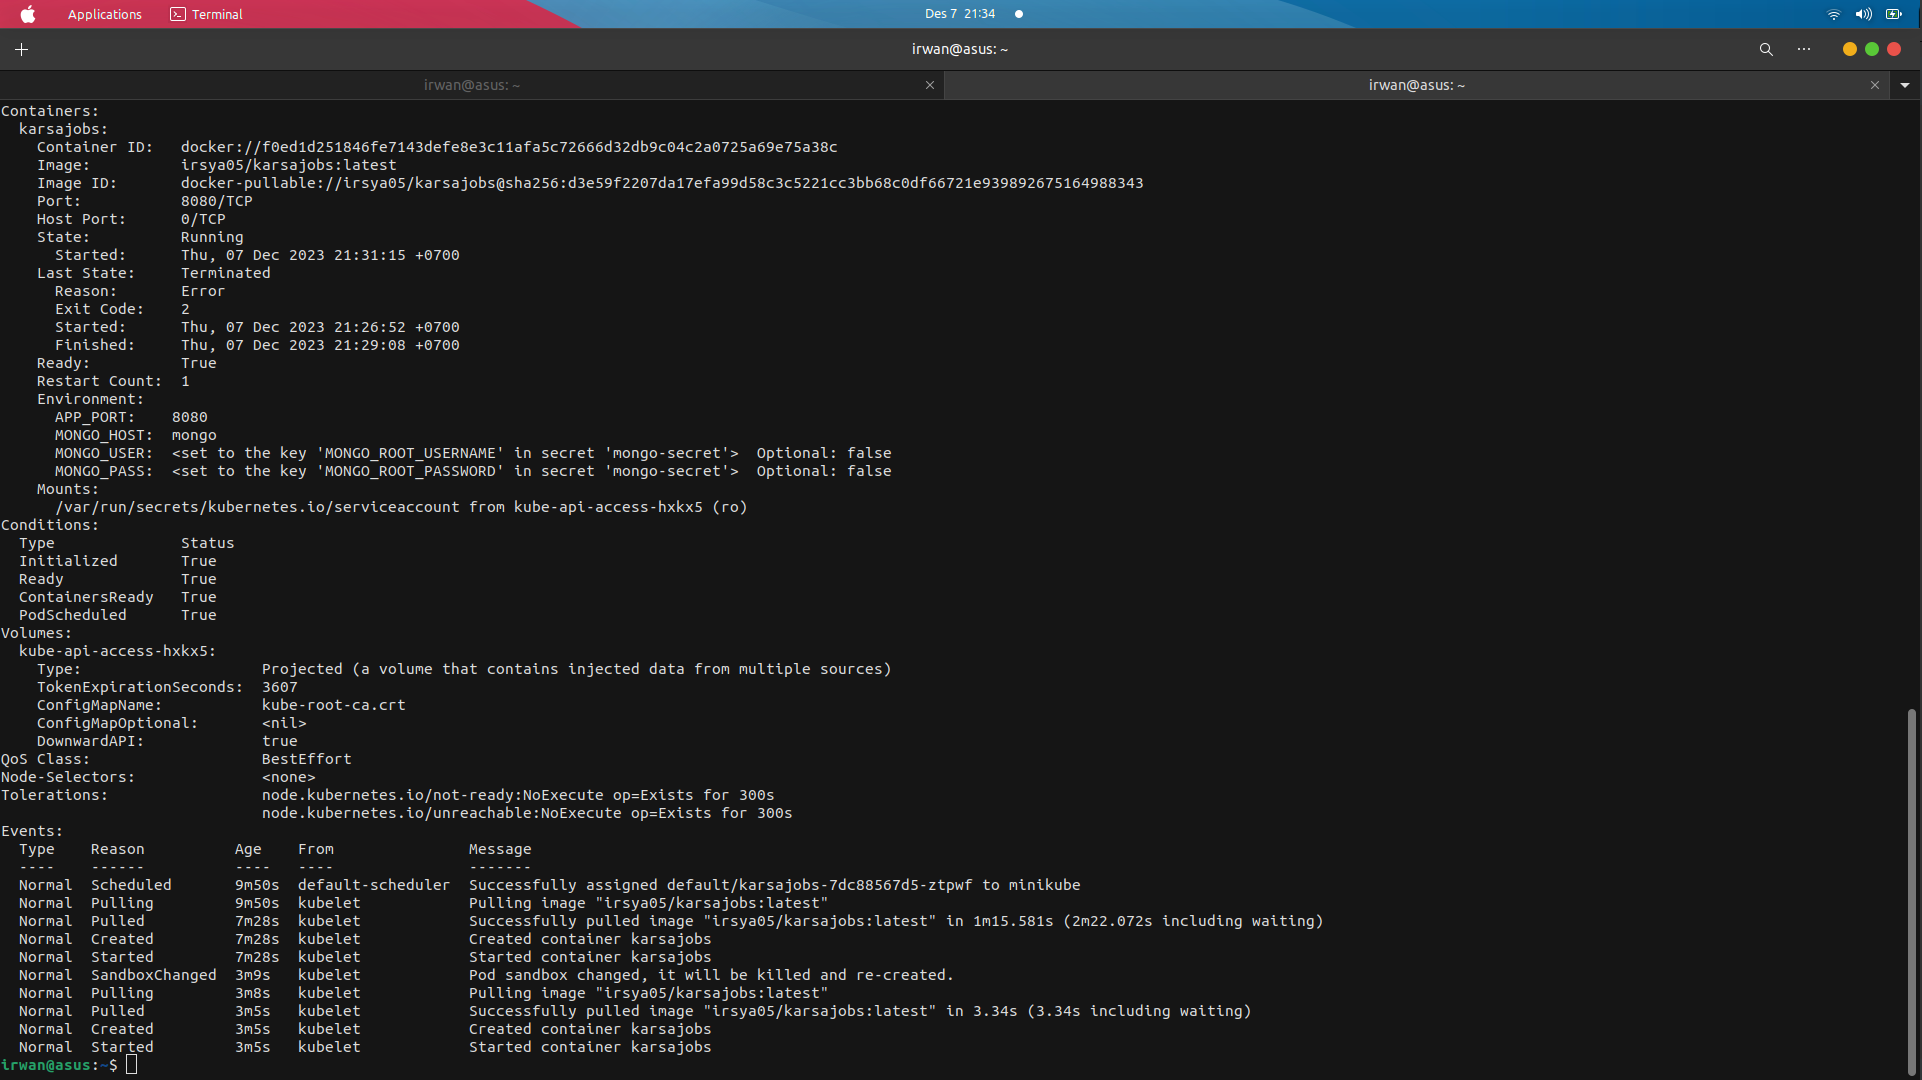 Applications Terminal Des 7 21:34
irwan@asus: ~
irwan@asus: ~ irwan@asus: ~
Containers:
  karsajobs:
    Container ID:   docker://f0ed1d251846fe7143defe8e3c11afa5c72666d32db9c04c2a0725a69e75a38c
    Image:          irsya05/karsajobs:latest
    Image ID:       docker-pullable://irsya05/karsajobs@sha256:d3e59f2207da17efa99d58c3c5221cc3bb68c0df66721e939892675164988343
    Port:           8080/TCP
    Host Port:      0/TCP
    State:          Running
      Started:      Thu, 07 Dec 2023 21:31:15 +0700
    Last State:     Terminated
      Reason:       Error
      Exit Code:    2
      Started:      Thu, 07 Dec 2023 21:26:52 +0700
      Finished:     Thu, 07 Dec 2023 21:29:08 +0700
    Ready:          True
    Restart Count:  1
    Environment:
      APP_PORT:    8080
      MONGO_HOST:  mongo
      MONGO_USER:  <set to the key 'MONGO_ROOT_USERNAME' in secret 'mongo-secret'>  Optional: false
      MONGO_PASS:  <set to the key 'MONGO_ROOT_PASSWORD' in secret 'mongo-secret'>  Optional: false
    Mounts:
      /var/run/secrets/kubernetes.io/serviceaccount from kube-api-access-hxkx5 (ro)
Conditions:
  Type              Status
  Initialized       True
  Ready             True
  ContainersReady   True
  PodScheduled      True
Volumes:
  kube-api-access-hxkx5:
    Type:                    Projected (a volume that contains injected data from multiple sources)
    TokenExpirationSeconds:  3607
    ConfigMapName:           kube-root-ca.crt
    ConfigMapOptional:       <nil>
    DownwardAPI:             true
QoS Class:                   BestEffort
Node-Selectors:              <none>
Tolerations:                 node.kubernetes.io/not-ready:NoExecute op=Exists for 300s
                             node.kubernetes.io/unreachable:NoExecute op=Exists for 300s
Events:
  Type    Reason          Age    From               Message
  ----    ------          ----   ----               -------
  Normal  Scheduled       9m50s  default-scheduler  Successfully assigned default/karsajobs-7dc88567d5-ztpwf to minikube
  Normal  Pulling         9m50s  kubelet            Pulling image "irsya05/karsajobs:latest"
  Normal  Pulled          7m28s  kubelet            Successfully pulled image "irsya05/karsajobs:latest" in 1m15.581s (2m22.072s including waiting)
  Normal  Created         7m28s  kubelet            Created container karsajobs
  Normal  Started         7m28s  kubelet            Started container karsajobs
  Normal  SandboxChanged  3m9s   kubelet            Pod sandbox changed, it will be killed and re-created.
  Normal  Pulling         3m8s   kubelet            Pulling image "irsya05/karsajobs:latest"
  Normal  Pulled          3m5s   kubelet            Successfully pulled image "irsya05/karsajobs:latest" in 3.34s (3.34s including waiting)
  Normal  Created         3m5s   kubelet            Created container karsajobs
  Normal  Started         3m5s   kubelet            Started container karsajobs
irwan@asus:~$